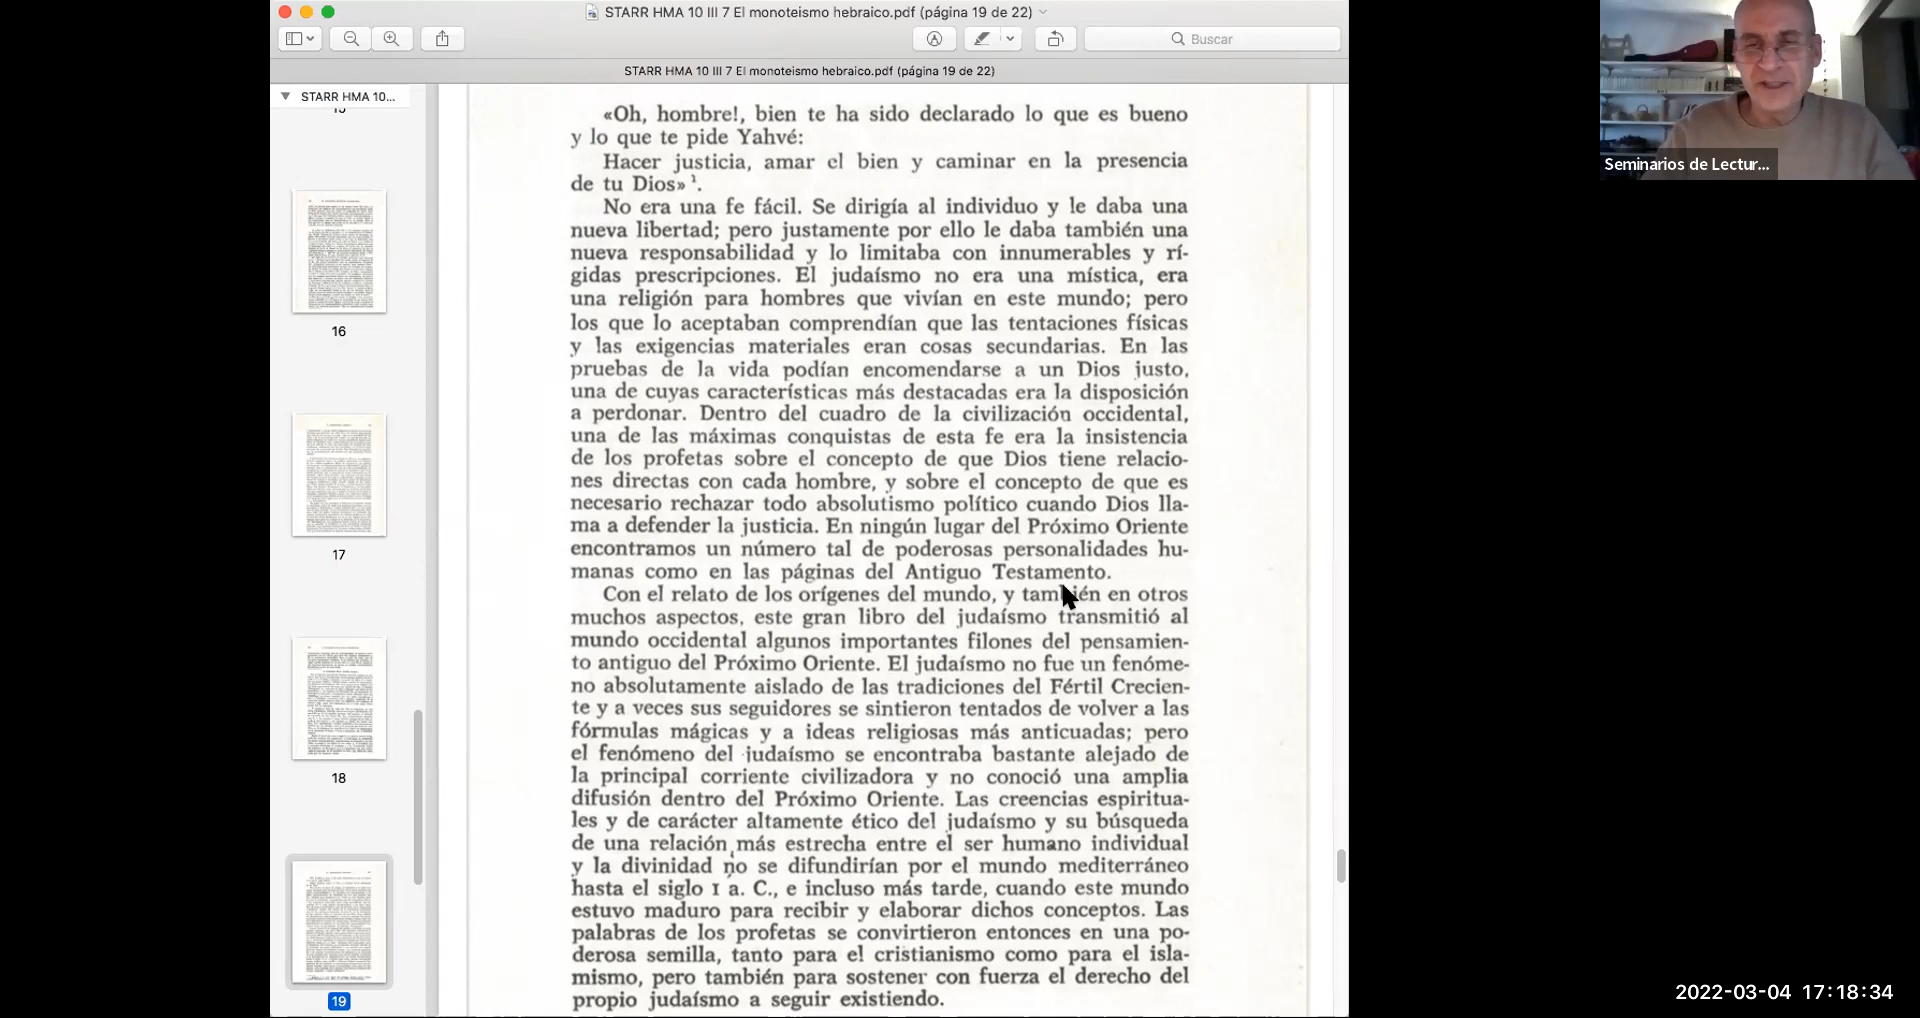 STARR HMA 10 III 7 El monoteismo hebraico.pdf (página 19 de 22)
Buscar
STARR HMA 10 III 7 El monoteismo hebraico.pdf (página 19 de 22)
STARR HMA 10...
15
16
17
18
19
«Oh, hombre!, bien te ha sido declarado lo que es bueno
y lo que te pide Yahvé:
Hacer justicia, amar el bien y caminar en la presencia
de tu Dios» ¹.
No era una fe fácil. Se dirigía al individuo y le daba una
nueva libertad; pero justamente por ello le daba también una
nueva responsabilidad y lo limitaba con innumerables y rí-
gidas prescripciones. El judaísmo no era una mística, era
una religión para hombres que vivían en este mundo; pero
los que lo aceptaban comprendían que las tentaciones físicas
y las exigencias materiales eran cosas secundarias. En las
pruebas de la vida podían encomendarse a un Dios justo,
una de cuyas características más destacadas era la disposición
a perdonar. Dentro del cuadro de la civilización occidental,
una de las máximas conquistas de esta fe era la insistencia
de los profetas sobre el concepto de que Dios tiene relacio-
nes directas con cada hombre, y sobre el concepto de que es
necesario rechazar todo absolutismo político cuando Dios lla-
ma a defender la justicia. En ningún lugar del Próximo Oriente
encontramos un número tal de poderosas personalidades hu-
manas como en las páginas del Antiguo Testamento.
Con el relato de los orígenes del mundo, y también en otros
muchos aspectos, este gran libro del judaísmo transmitió al
mundo occidental algunos importantes filones del pensamien-
to antiguo del Próximo Oriente. El judaísmo no fue un fenóme-
no absolutamente aislado de las tradiciones del Fértil Crecien-
te y a veces sus seguidores se sintieron tentados de volver a las
fórmulas mágicas y a ideas religiosas más anticuadas; pero
el fenómeno del judaísmo se encontraba bastante alejado de
la principal corriente civilizadora y no conoció una amplia
difusión dentro del Próximo Oriente. Las creencias espiritua-
les y de carácter altamente ético del judaísmo y su búsqueda
de una relación más estrecha entre el ser humano individual
y la divinidad no se difundirían por el mundo mediterráneo
hasta el siglo I a. C., e incluso más tarde, cuando este mundo
estuvo maduro para recibir y elaborar dichos conceptos. Las
palabras de los profetas se convirtieron entonces en una po-
derosa semilla, tanto para el cristianismo como para el isla-
mismo, pero también para sostener con fuerza el derecho del
propio judaísmo a seguir existiendo.
Seminarios de Lectur...
2022-03-04 17:18:34